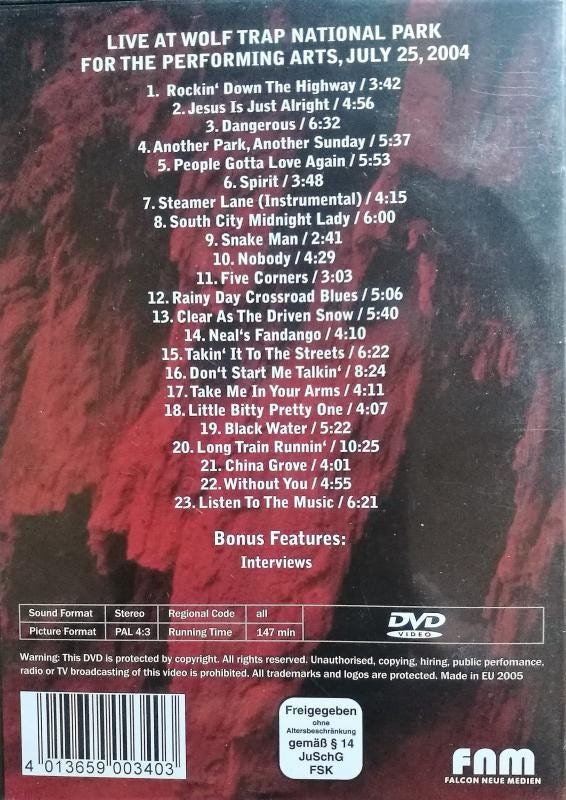 LIVE AT WOLF TRAP NATIONAL PARK
FOR THE PERFORMING ARTS, JULY 25, 2004
1. Rockin' Down The Highway / 3:42
2. Jesus Is Just Alright / 4:56
3. Dangerous / 6:32
4. Another Park, Another Sunday / 5:37
5. People Gotta Love Again / 5:53
6. Spirit / 3:48
7. Steamer Lane (Instrumental) / 4:15
8. South City Midnight Lady / 6:00
9. Snake Man / 2:41
10. Nobody / 4:29
11. Five Corners / 3:03
12. Rainy Day Crossroad Blues / 5:06
13. Clear As The Driven Snow / 5:40
14. Neal's Fandango / 4:10
15. Takin' It To The Streets / 6:22
16. Don't Start Me Talkin' / 8:24
17. Take Me In Your Arms / 4:11
18. Little Bitty Pretty One / 4:07
19. Black Water / 5:22
20. Long Train Runnin' / 10:25
21. China Grove / 4:01
22. Without You / 4:55
23. Listen To The Music / 6:21
Bonus Features:
Interviews
Sound Format Stereo Regional Code all
Picture Format PAL 4:3 Running Time 147 min
DVD
VIDEO
Warning: This DVD is protected by copyright. All rights reserved. Unauthorised, copying, hiring, public perfomance,
radio or TV broadcasting of this video is prohibited. All trademarks and logos are protected. Made in EU 2005
4 013659 003403
Freigegeben
ohne
Altersbeschränkung
gemäß § 14
JuSchG
FSK
FNM
FALCON NEUE MEDIEN